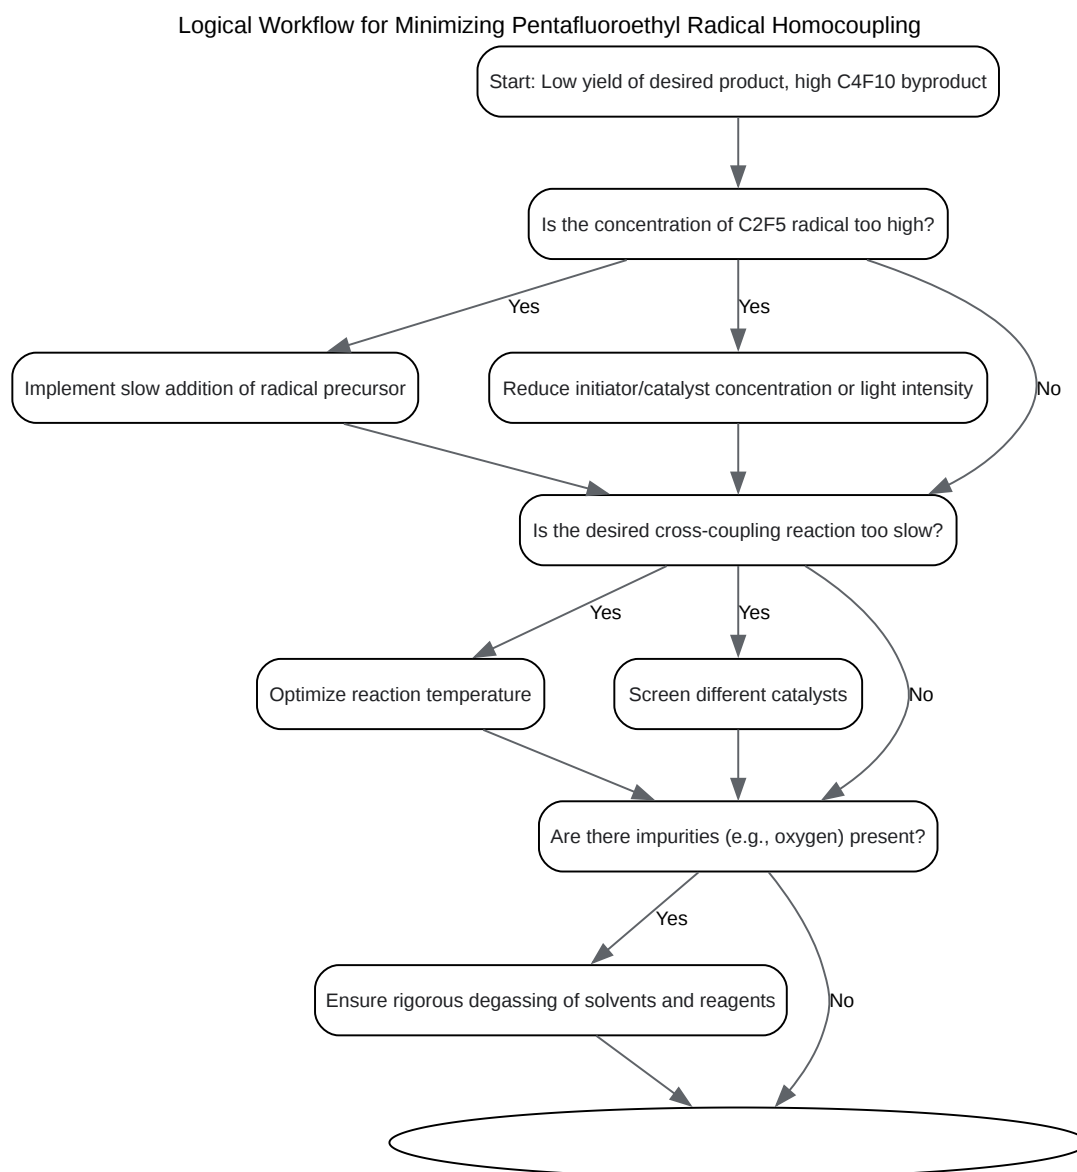 Logical Workflow for Minimizing Pentafluoroethyl Radical Homocoupling
Start: Low yield of desired product, high C4F10 byproduct
Is the concentration of C2F5 radical too high?
Yes
Yes
Implement slow addition of radical precursor
Reduce initiator/catalyst concentration or light intensity
No
Is the desired cross-coupling reaction too slow?
Yes
Yes
Optimize reaction temperature
Screen different catalysts
No
Are there impurities (e.g., oxygen) present?
Yes
Ensure rigorous degassing of solvents and reagents
No